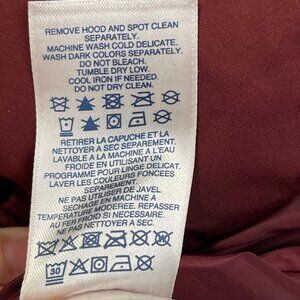 REMOVE HOOD AND SPOT CLEAN
SEPARATELY.
MACHINE WASH COLD DELICATE.
WASH DARK COLORS SEPARATELY.
DO NOT BLEACH.
TUMBLE DRY LOW.
COOL IRON IF NEEDED.
DO NOT DRY CLEAN.
RETIRER LA CAPUCHE ET LA
NETTOYER A SEC SEPAREMENT.
LAVABLE A LA MACHINE A L'EAU
FROIDE EN UTILISANT UN
PROGRAMME POUR LINGE DELICAT.
LAVER LES COULEURS FONCEES
SEPAREMENT.
NE PAS UTILISER DE JAVEL.
TEMPERATURE MODEREE. REPASSER
AU FER FROID SI NECESSAIRE.
NE PAS NETTOYER A SEC.
30